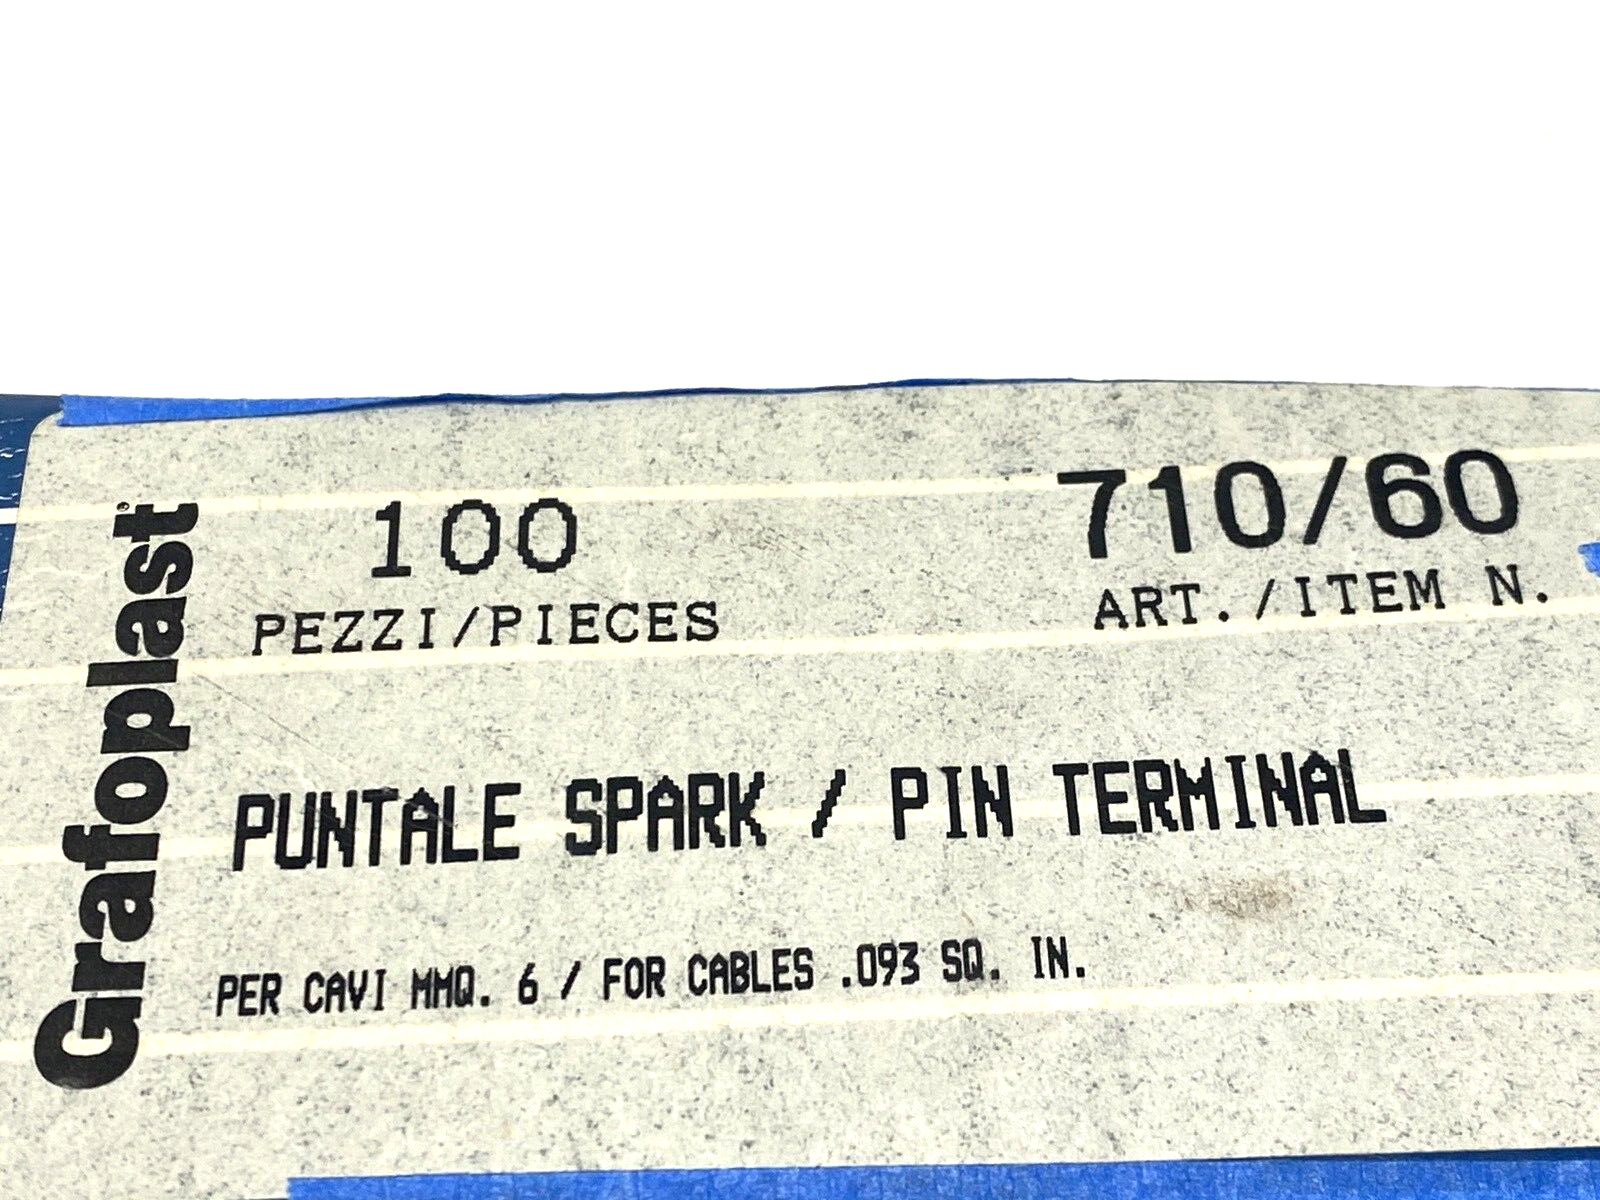 Grafoplast
100
PEZZI/PIECES
710/60
ART./ITEM N.
PUNTALE SPARK / PIN TERMINAL
PER CAVI MMQ. 6 / FOR CABLES .093 SQ. IN.